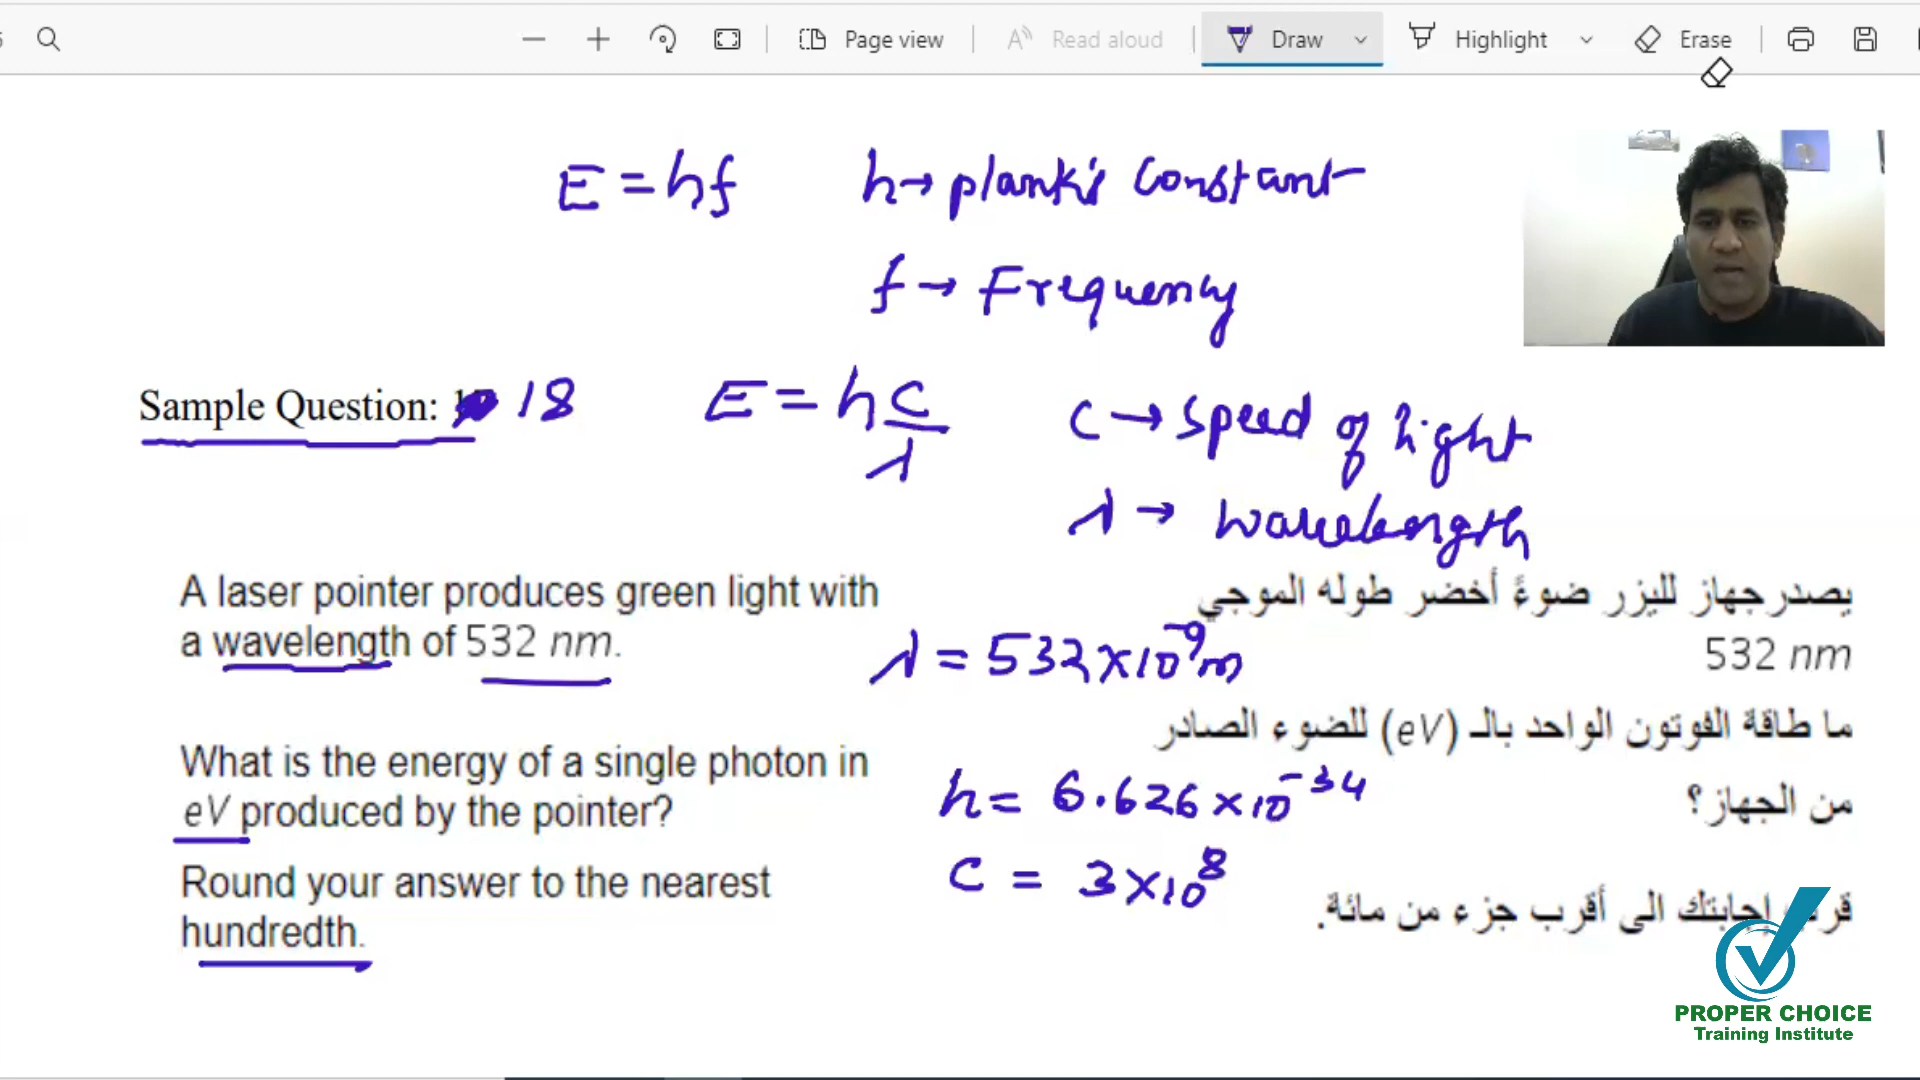 Page view
Read aloud
Draw
Highlight
Erase
E = hf
h → plank's constant
f → Frequency
Sample Question: 18
E = h c/λ
c → speed of light
λ → wavelength
A laser pointer produces green light with
a wavelength of 532 nm.
λ = 532×10⁻⁹m
What is the energy of a single photon in
eV produced by the pointer?
h = 6.626×10⁻³⁴
Round your answer to the nearest
hundredth.
c = 3×10⁸
يصدر جهاز لليزر ضوءً أخضر طوله الموجي
532 nm
ما طاقة الفوتون الواحد بالـ (eV) للضوء الصادر
من الجهاز؟
إجابتك الى أقرب جزء من مائة.
PROPER CHOICE
Training Institute